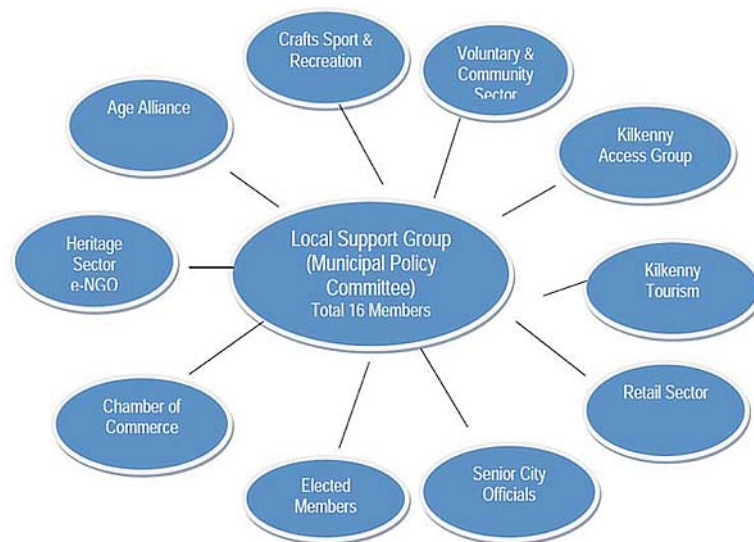 Crafts Sport &
Recreation
Voluntary &
Community
Sector
Age Alliance
Kilkenny
Access Group
Heritage
Sector
e-NGO
Local Support Group
(Municipal Policy
Committee)
Total 16 Members
Kilkenny
Tourism
Chamber of
Commerce
Retail Sector
Elected
Members
Senior City
Officials